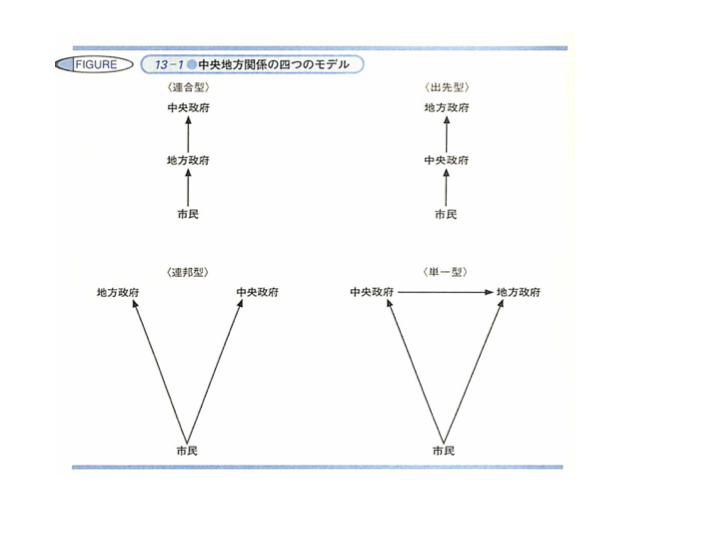 FIGURE 13-1●中央地方関係の四つのモデル
〈連合型〉
中央政府
地方政府
市民
〈出先型〉
地方政府
中央政府
市民
〈連邦型〉
地方政府 中央政府
市民
〈単一型〉
中央政府 地方政府
市民